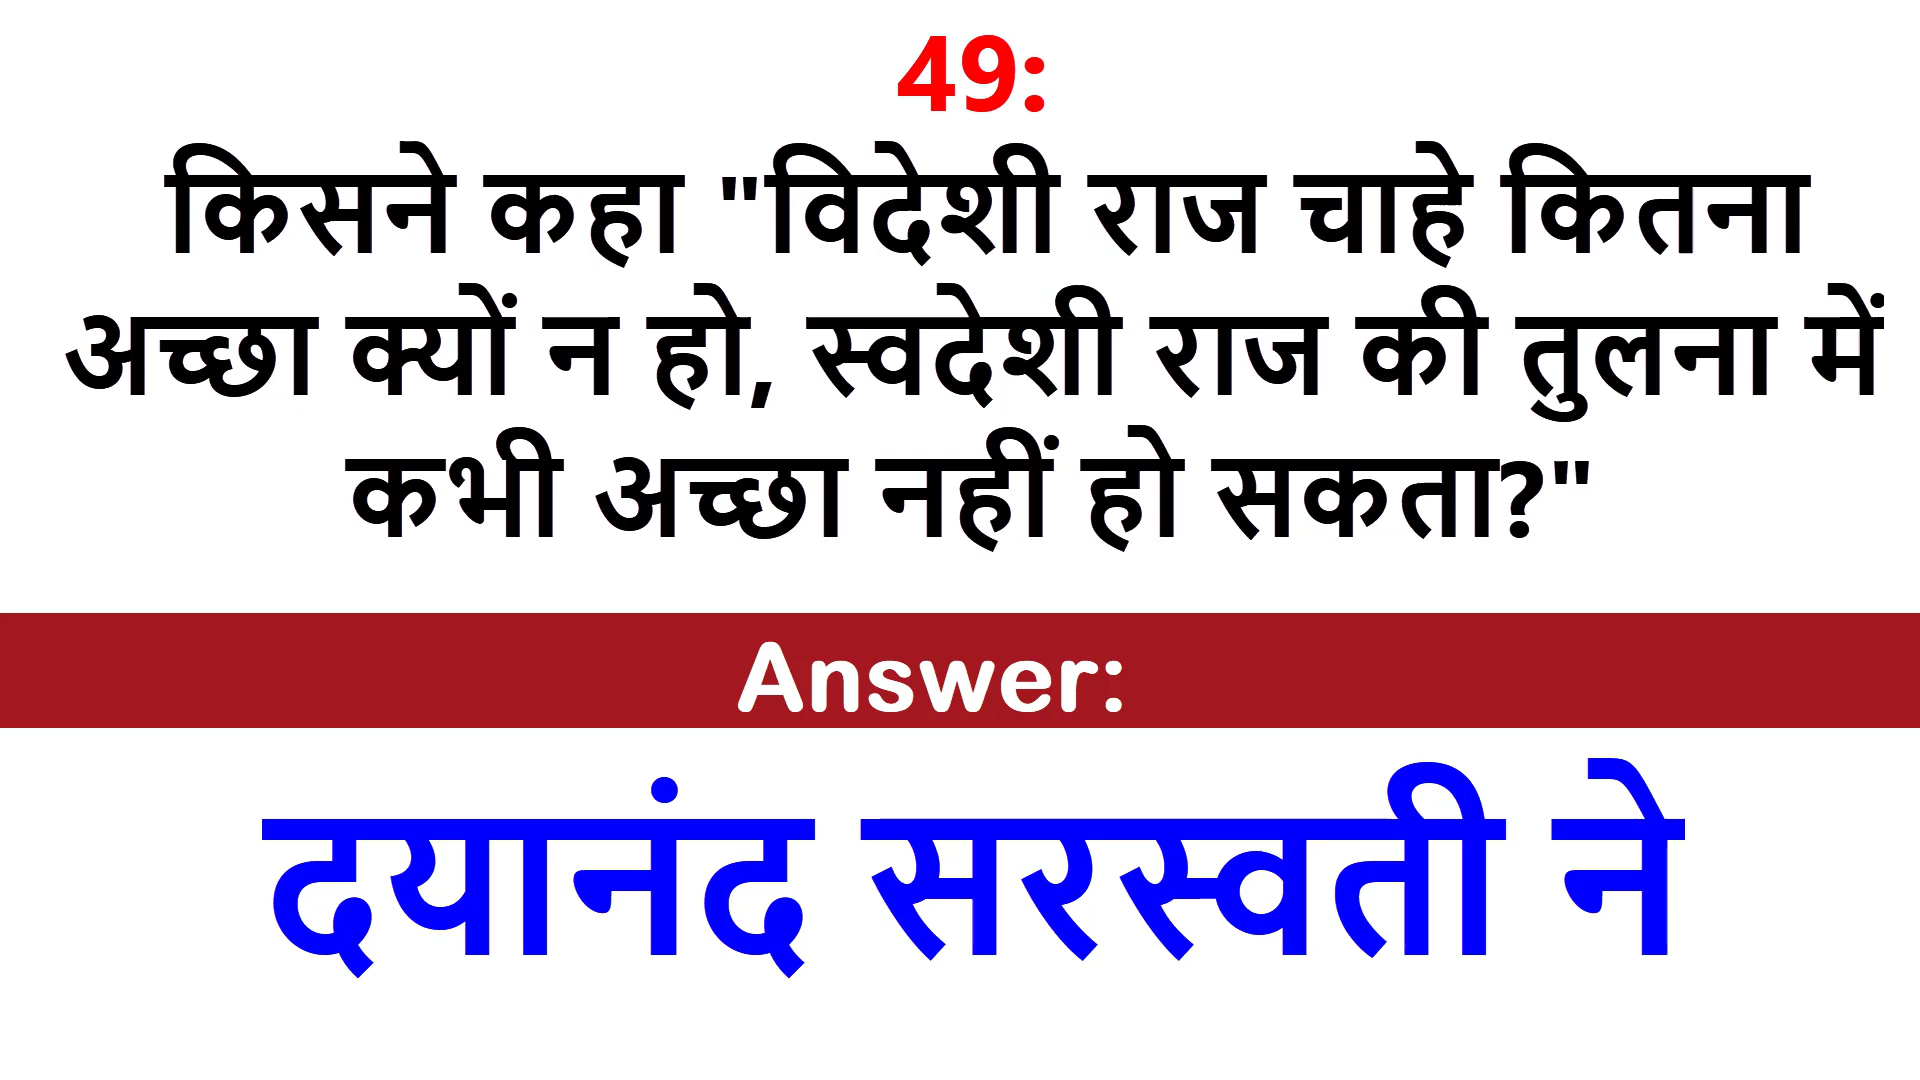 49:
किसने कहा "विदेशी राज चाहे कितना
अच्छा क्यों न हो, स्वदेशी राज की तुलना में
कभी अच्छा नहीं हो सकता?"
Answer:
दयानंद सरस्वती ने